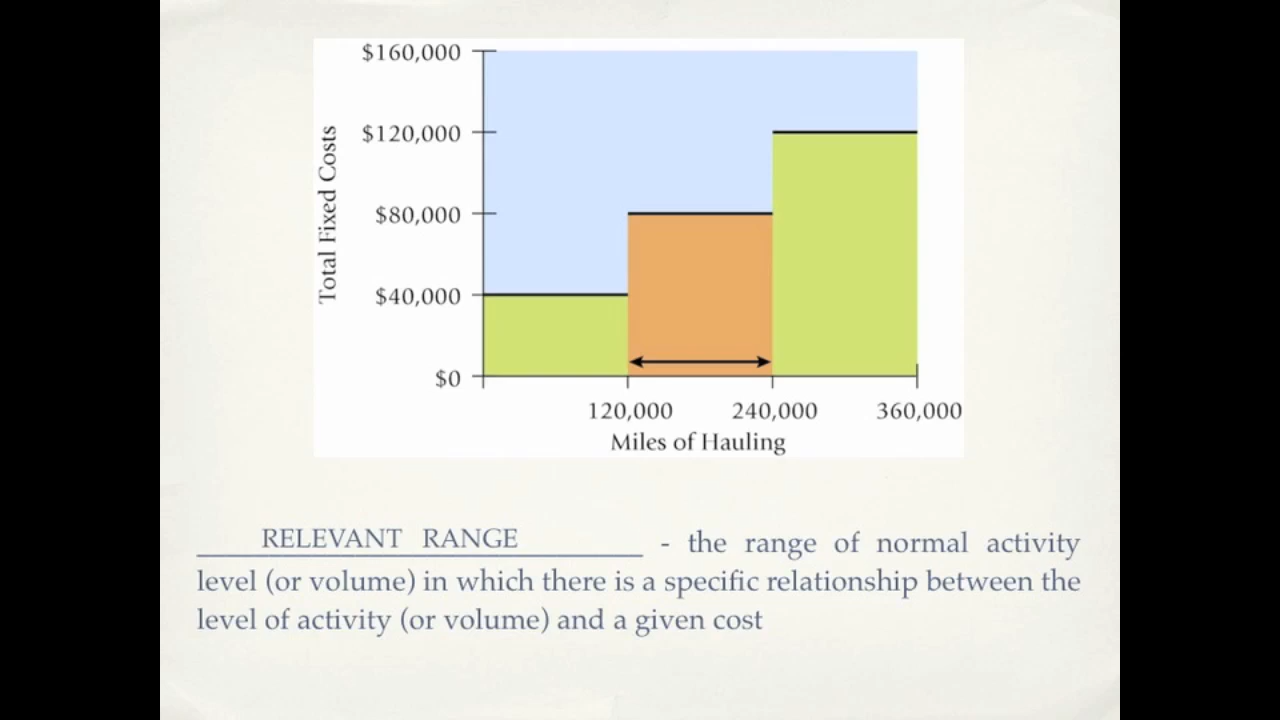 $160,000
$120,000
$80,000
$40,000
$0
Total Fixed Costs
120,000 240,000 360,000
Miles of Hauling
RELEVANT RANGE - the range of normal activity
level (or volume) in which there is a specific relationship between the
level of activity (or volume) and a given cost